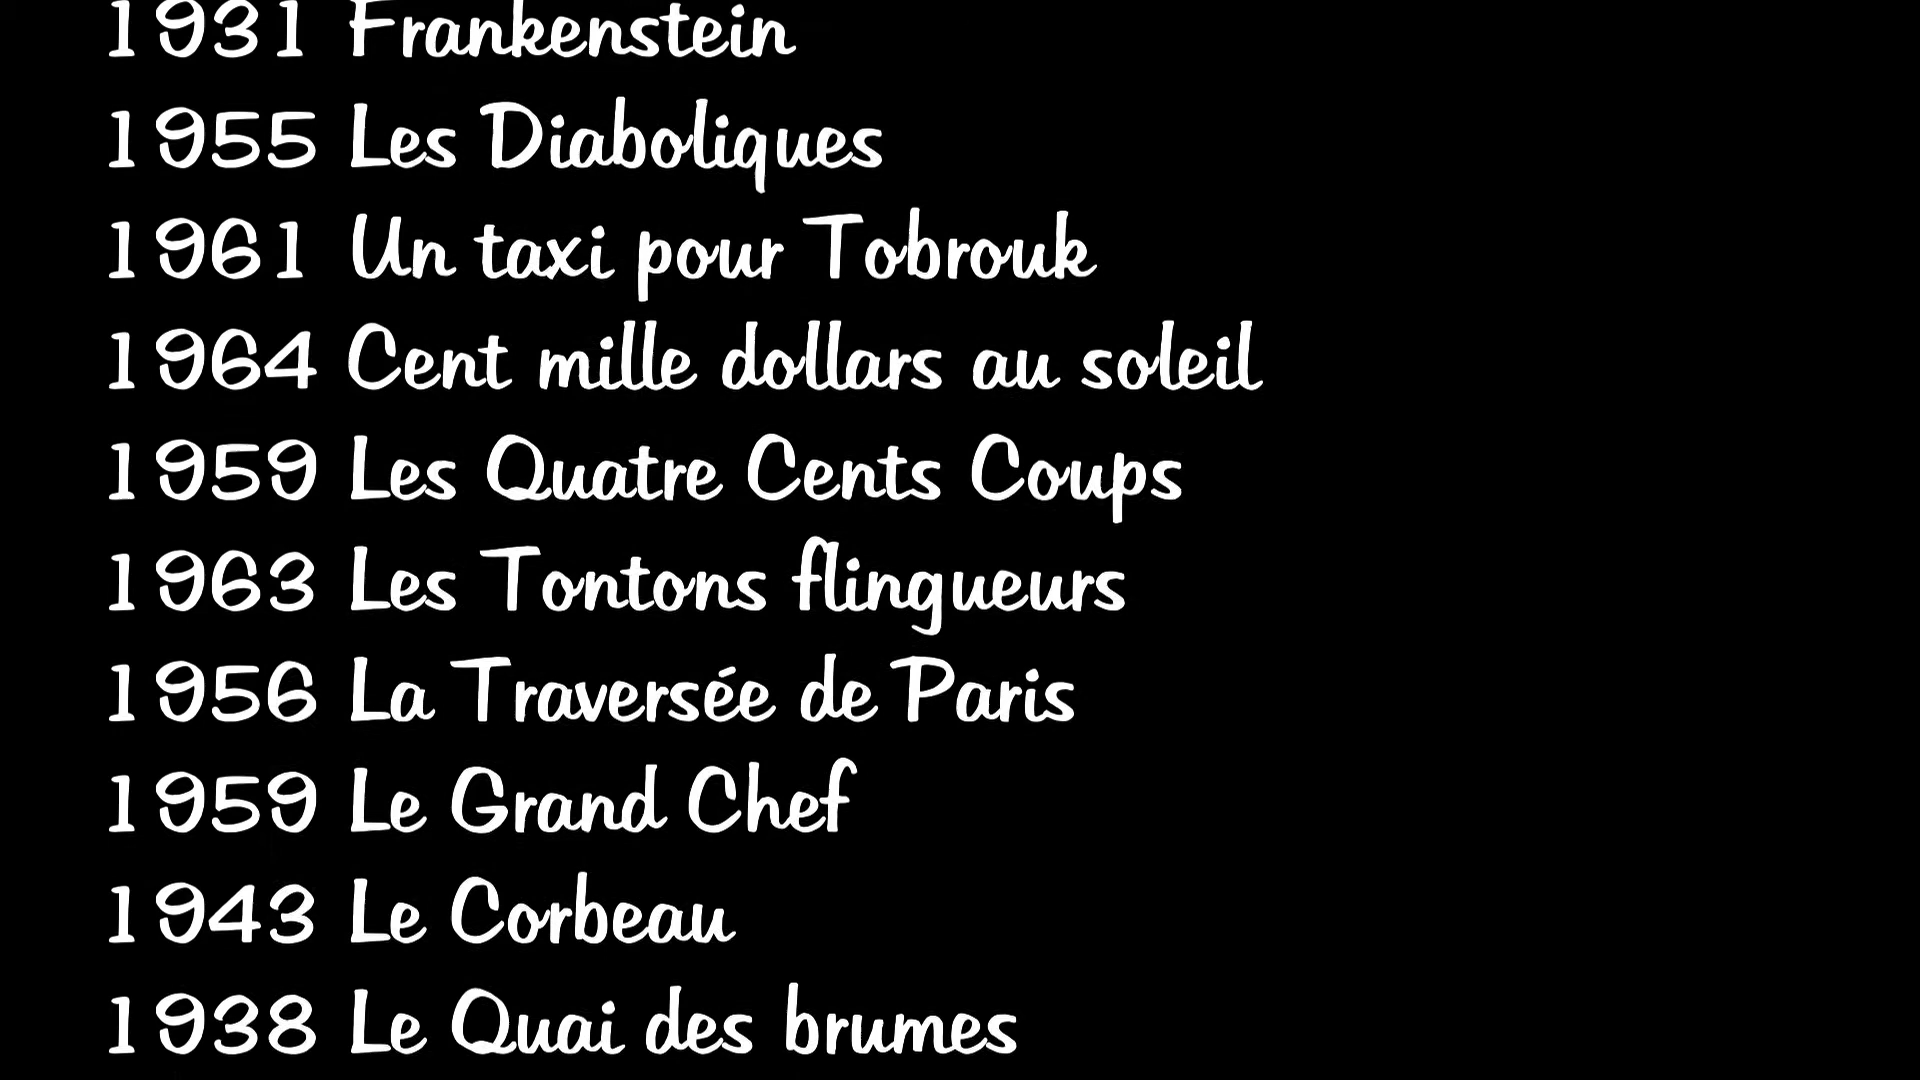 1931 Frankenstein
1955 Les Diaboliques
1961 Un taxi pour Tobrouk
1964 Cent mille dollars au soleil
1959 Les Quatre Cents Coups
1963 Les Tontons flingueurs
1956 La Traversée de Paris
1959 Le Grand Chef
1943 Le Corbeau
1938 Le Quai des brumes